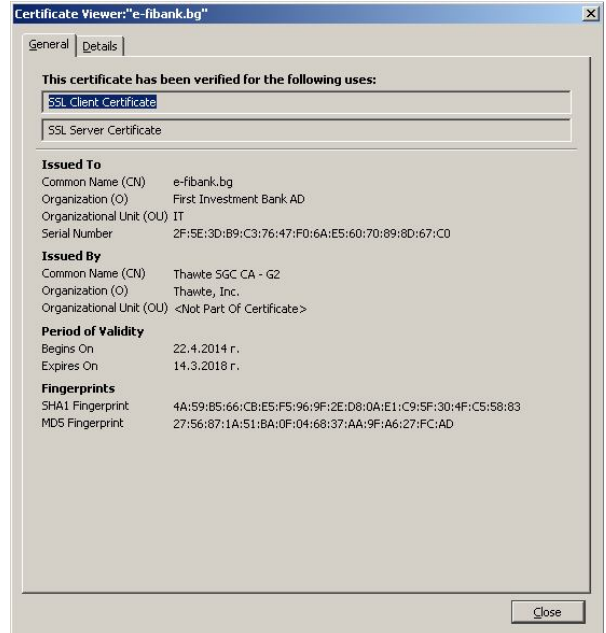 Certificate Viewer:"e-fibank.bg"
General Details
This certificate has been verified for the following uses:
SSL Client Certificate
SSL Server Certificate
Issued To
Common Name (CN) e-fibank.bg
Organization (O) First Investment Bank AD
Organizational Unit (OU) IT
Serial Number 2F:5E:3D:B9:C3:76:47:F0:6A:E5:60:70:89:8D:67:C0
Issued By
Common Name (CN) Thawte SGC CA - G2
Organization (O) Thawte, Inc.
Organizational Unit (OU) <Not Part Of Certificate>
Period of Validity
Begins On 22.4.2014 г.
Expires On 14.3.2018 г.
Fingerprints
SHA1 Fingerprint 4A:59:B5:66:CB:E5:F5:96:9F:2E:D8:0A:E1:C9:5F:30:4F:C5:58:83
MD5 Fingerprint 27:56:87:1A:51:BA:0F:04:68:37:AA:9F:A6:27:FC:AD
Close